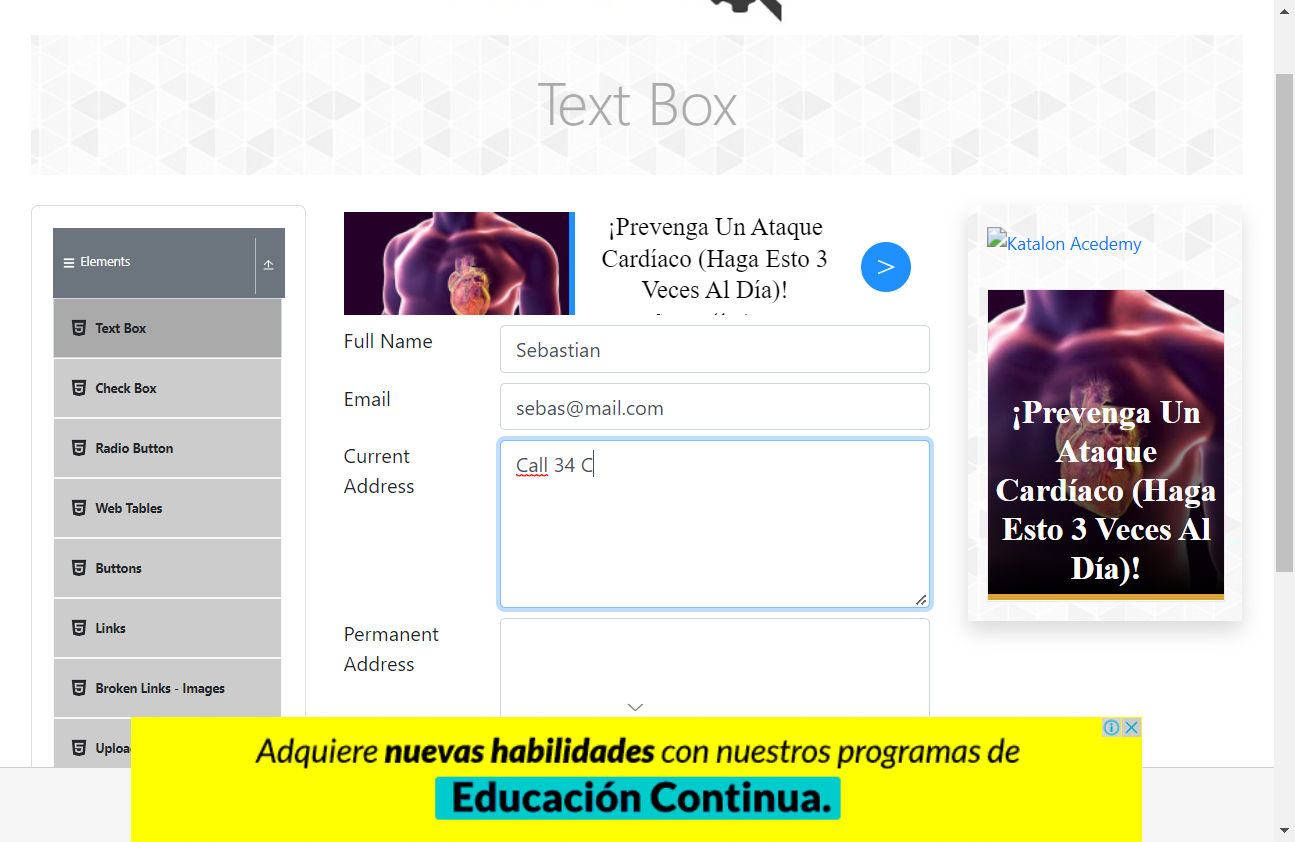 Text Box
Elements
Text Box
Check Box
Radio Button
Web Tables
Buttons
Links
Broken Links - Images
¡Prevenga Un Ataque
Cardíaco (Haga Esto 3
Veces Al Día)!
>
Full Name
Sebastian
Email
sebas@mail.com
Current
Address
Call 34 C
Permanent
Address
Katalon Acedemy
¡Prevenga Un
Ataque
Cardíaco (Haga
Esto 3 Veces Al
Día)!
Adquiere nuevas habilidades con nuestros programas de
Educación Continua.